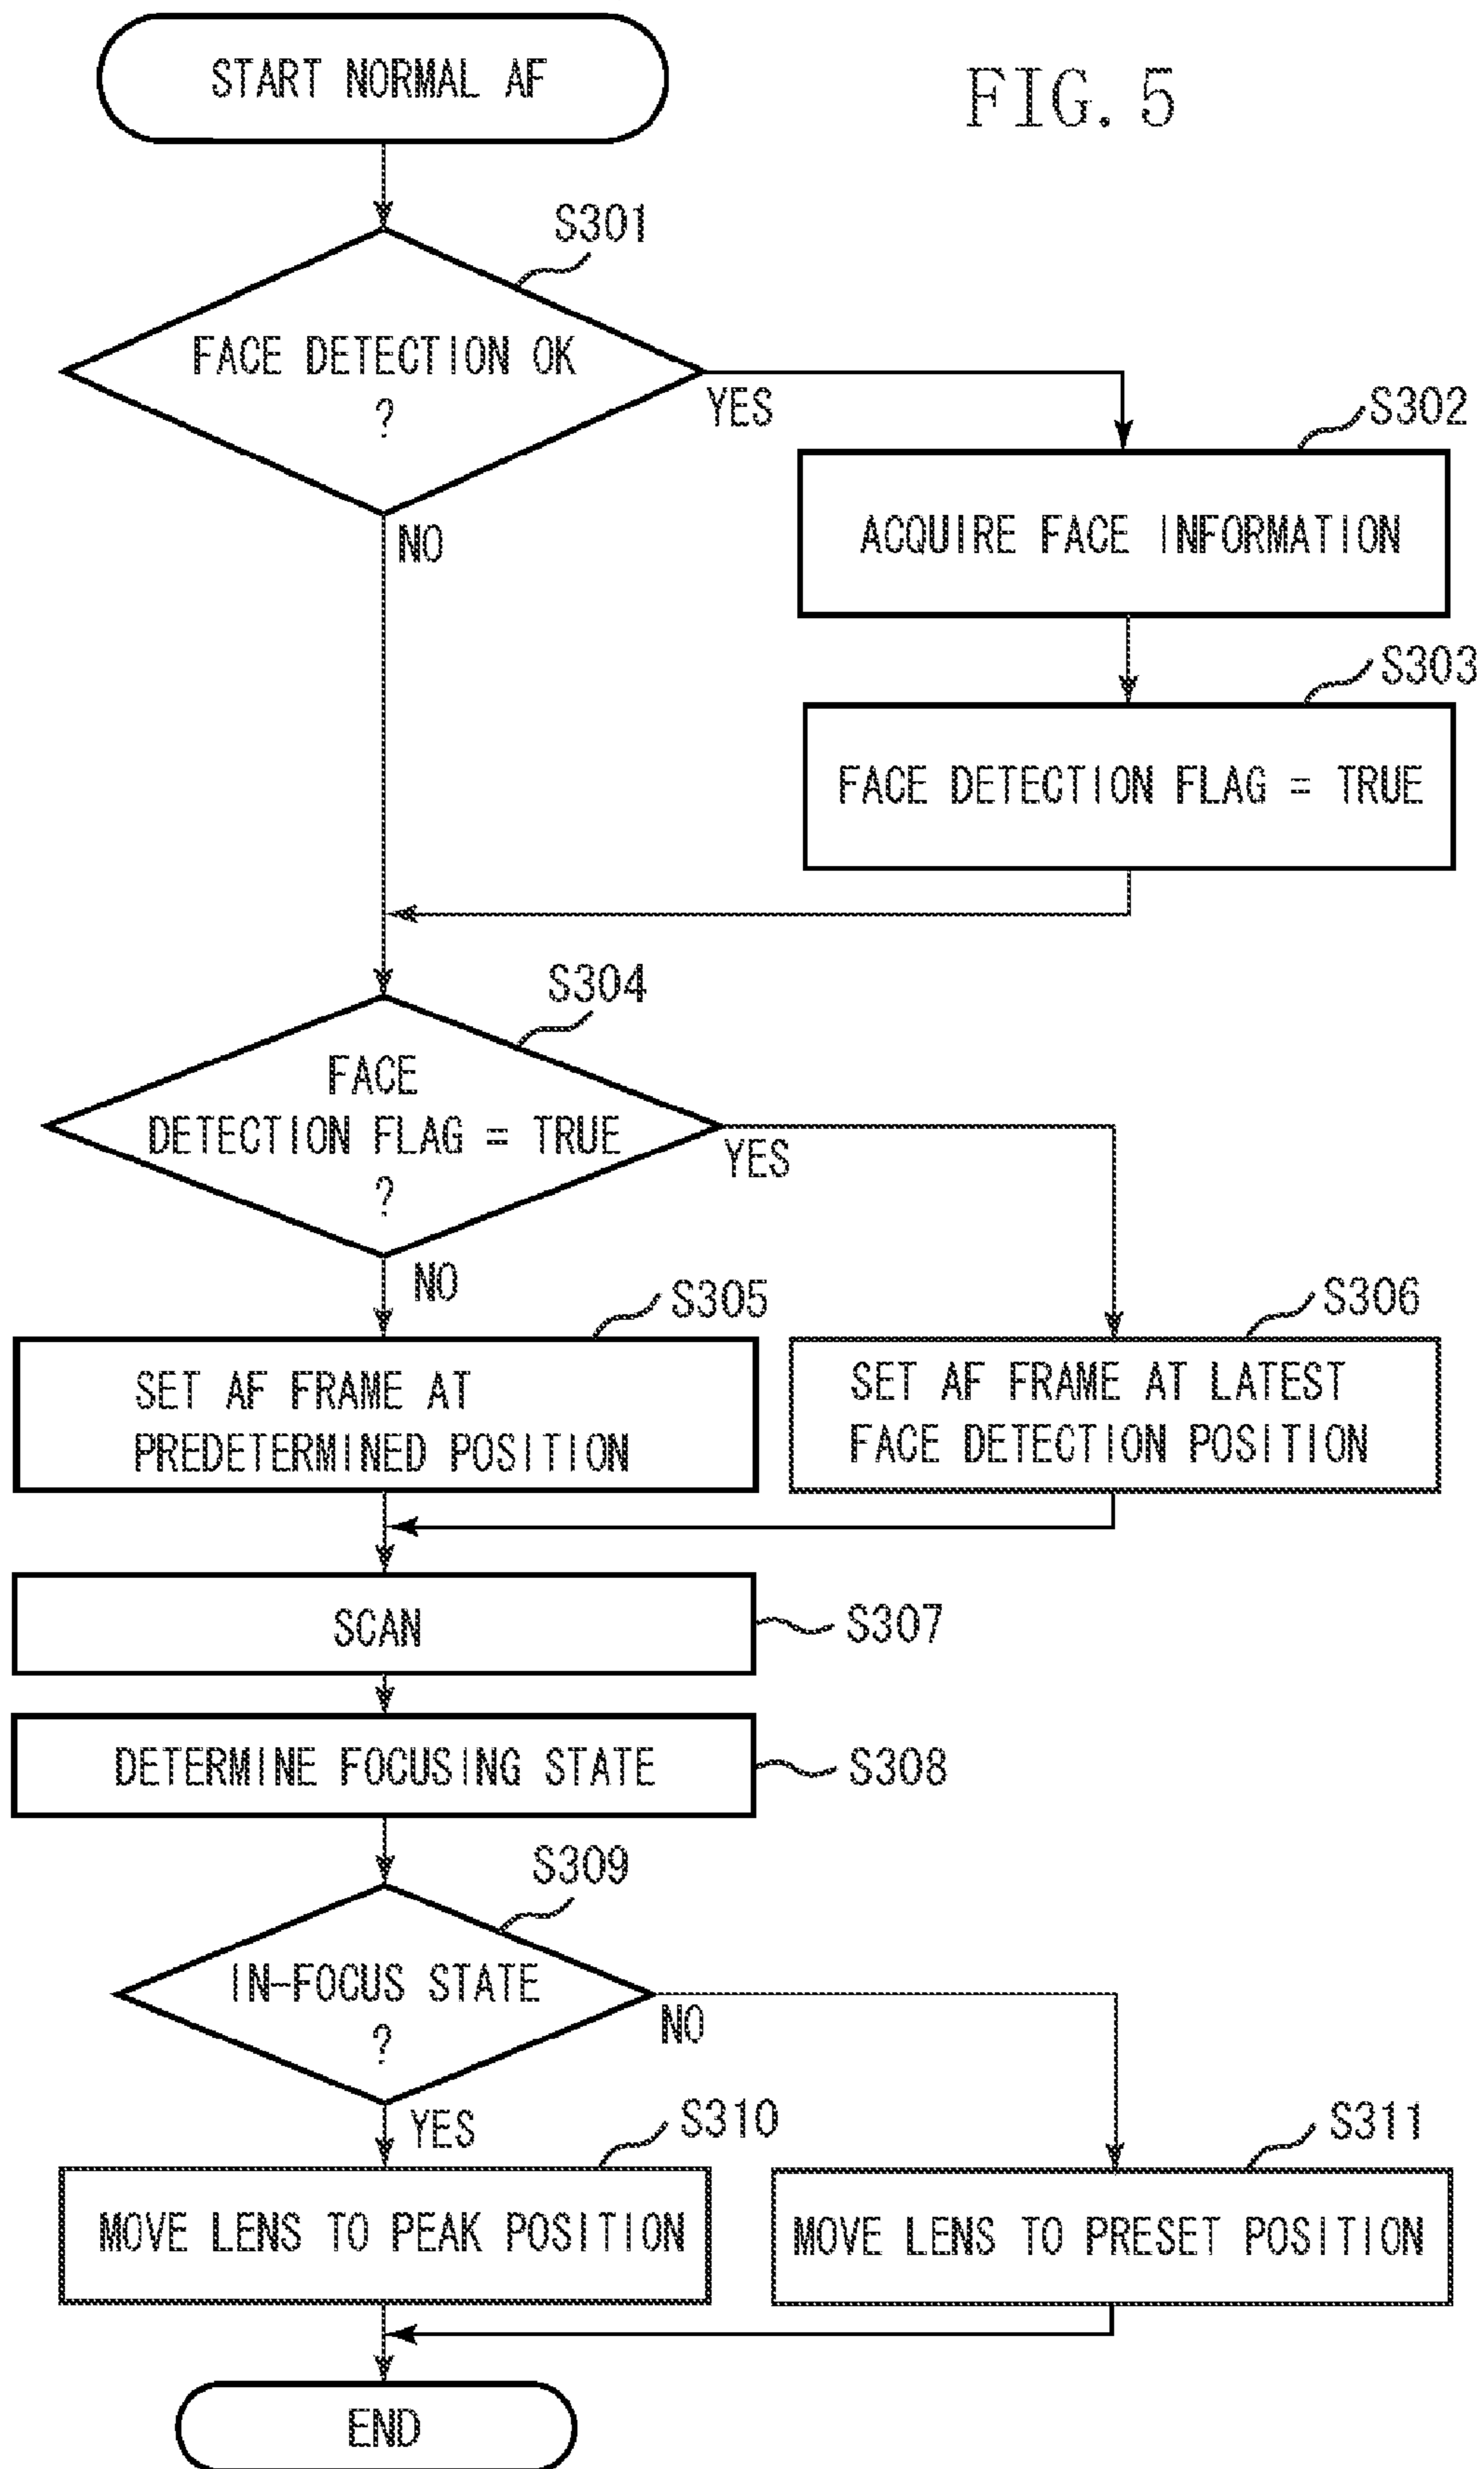 START NORMAL AF
FIG. 5
S301
FACE DETECTION OK
?
YES
NO
S302
ACQUIRE FACE INFORMATION
S303
FACE DETECTION FLAG = TRUE
S304
FACE
DETECTION FLAG = TRUE
?
YES
NO
S305
SET AF FRAME AT
PREDETERMINED POSITION
S306
SET AF FRAME AT LATEST
FACE DETECTION POSITION
SCAN
S307
DETERMINE FOCUSING STATE
S308
S309
IN-FOCUS STATE
?
NO
YES
S310
MOVE LENS TO PEAK POSITION
S311
MOVE LENS TO PRESET POSITION
END